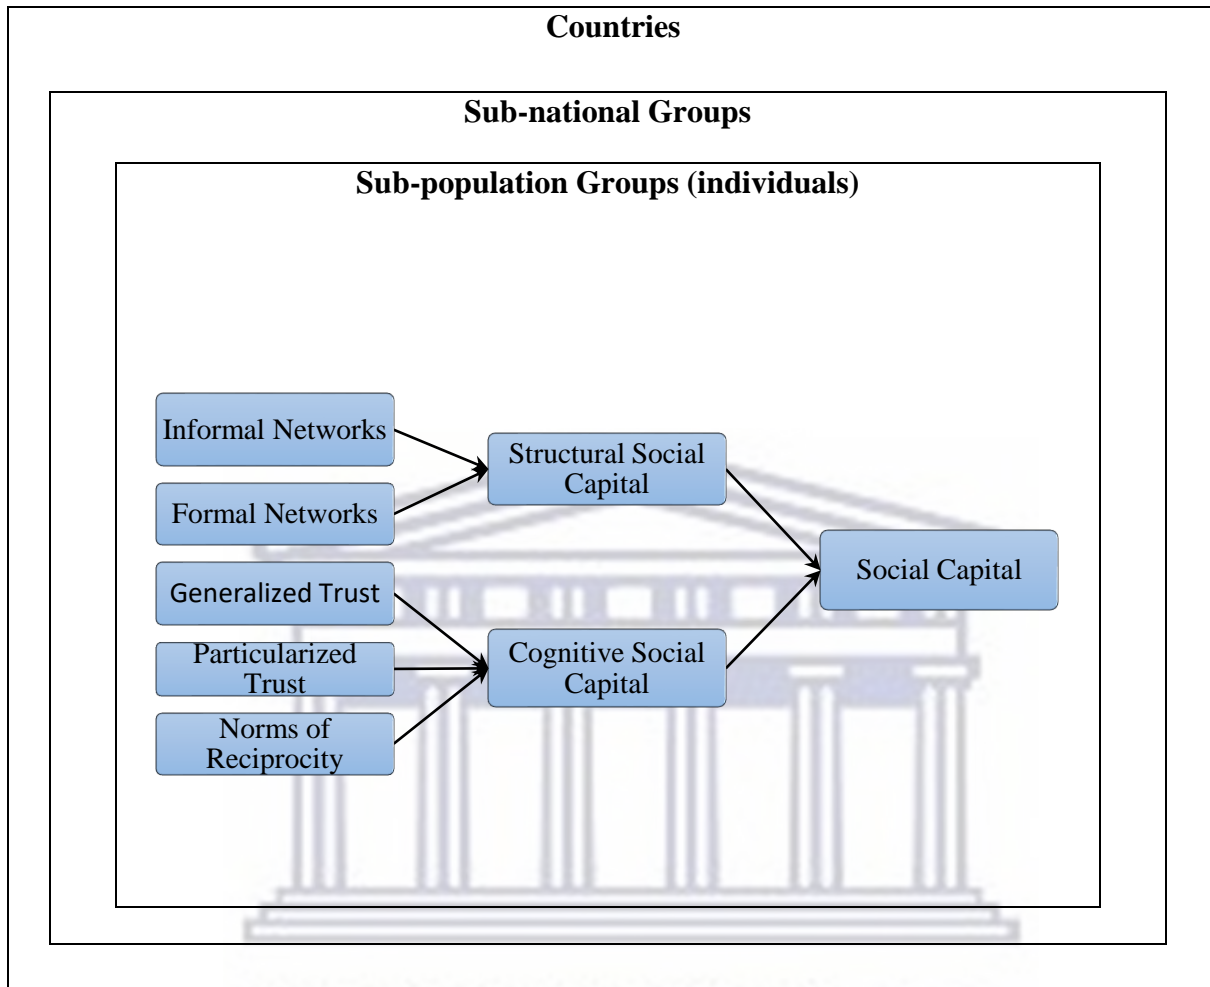 Countries
Sub-national Groups
Sub-population Groups (individuals)
Informal Networks
Formal Networks
Generalized Trust
Particularized
Trust
Norms of
Reciprocity
Structural Social
Capital
Cognitive Social
Capital
Social Capital